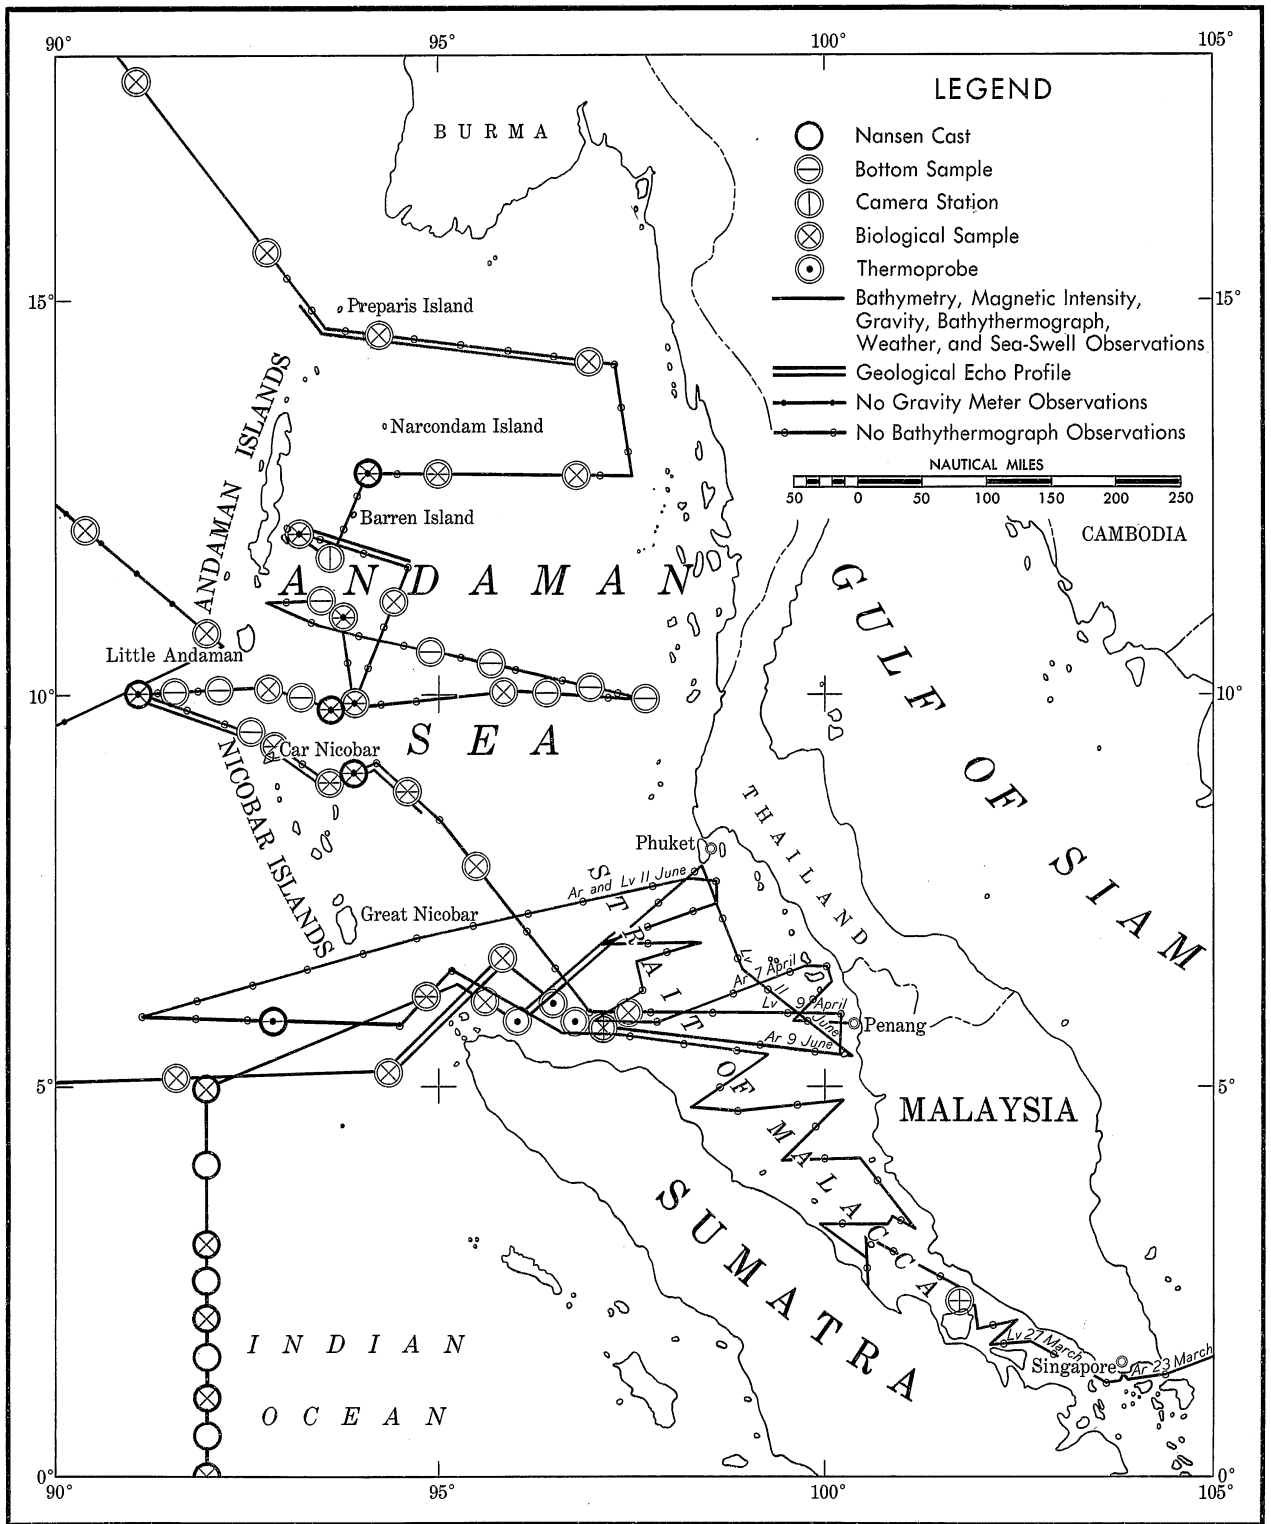 90°
95°
100°
105°
LEGEND
Nansen Cast
Bottom Sample
Camera Station
Biological Sample
Thermoprobe
Bathymetry, Magnetic Intensity,
Gravity, Bathythermograph,
Weather, and Sea-Swell Observations
Geological Echo Profile
No Gravity Meter Observations
No Bathythermograph Observations
NAUTICAL MILES
50 0 50 100 150 200 250
BURMA
15°
15°
Preparis Island
ANDAMAN ISLANDS
Narcondam Island
Barren Island
CAMBODIA
ANDAMAN
SEA
GULF OF SIAM
Little Andaman
10°
10°
Car Nicobar
NICOBAR ISLANDS
THAILAND
Phuket
Ar and Lv 11 June
Great Nicobar
STRAIT OF MALACCA
Lv 11 June
Ar 7 April
Lv 9 April
Penang
Ar 9 June
5°
5°
MALAYSIA
SUMATRA
INDIAN
OCEAN
Lv 27 March
Singapore
Ar 23 March
0°
0°
90°
95°
100°
105°